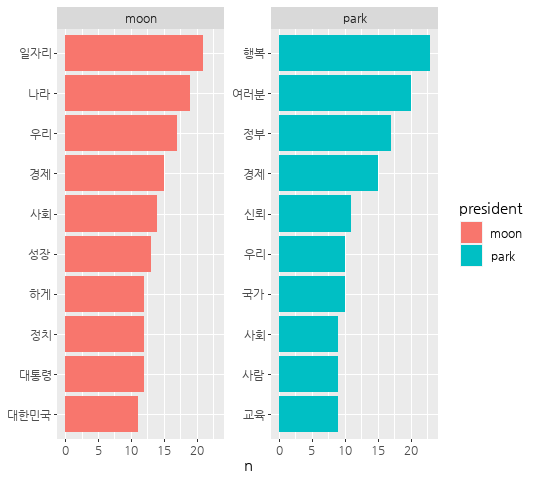 moon
일자리
나라
우리
경제
사회
성장
하게
정치
대통령
대한민국
0 5 10 15 20
park
행복
여러분
정부
경제
신뢰
우리
국가
사회
사람
교육
0 5 10 15 20
n
president
moon
park